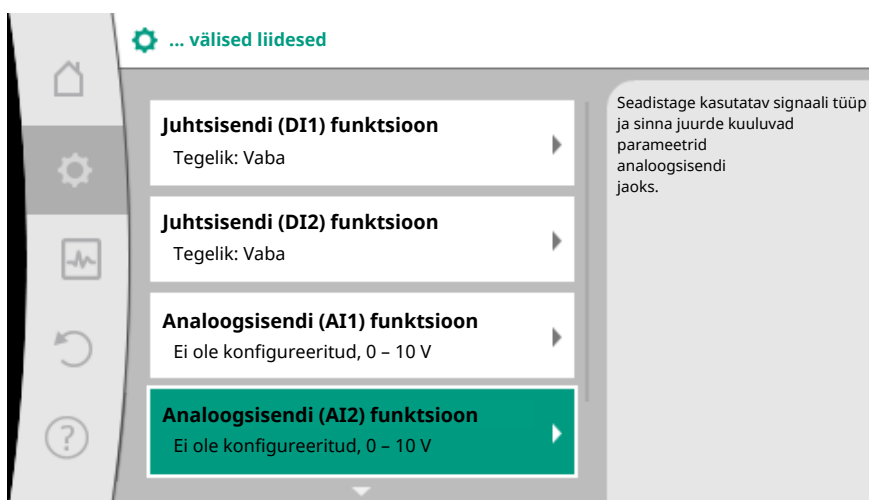 ... välised liidesed
Juhtsisendi (DI1) funktsioon
Tegelik: Vaba
Juhtsisendi (DI2) funktsioon
Tegelik: Vaba
Analoogsisendi (AI1) funktsioon
Ei ole konfigureeritud, 0 – 10 V
Analoogsisendi (AI2) funktsioon
Ei ole konfigureeritud, 0 – 10 V
Seadistage kasutatav signaali tüüp
ja sinna juurde kuuluvad
parameetrid
analoogsisendi
jaoks.
?